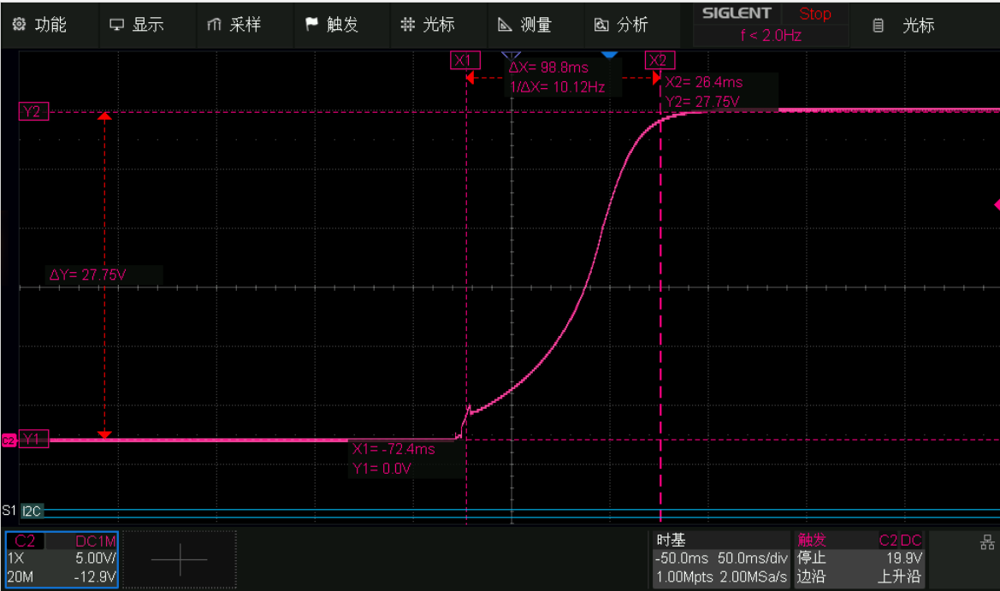 功能 显示 采样 触发 光标 测量 分析 SIGLENT Stop 光标
f < 2.0Hz
X1 X2
ΔX= 98.8ms
1/ΔX= 10.12Hz
X2= 26.4ms
Y2= 27.75V
Y2
ΔY= 27.75V
C2 Y1
X1= -72.4ms
Y1= 0.0V
S1 I2C
C2 DC1M
1X 5.00V/
20M -12.9V
时基
-50.0ms 50.0ms/div
1.00Mpts 2.00MSa/s
触发 C2 DC
停止 19.9V
边沿 上升沿